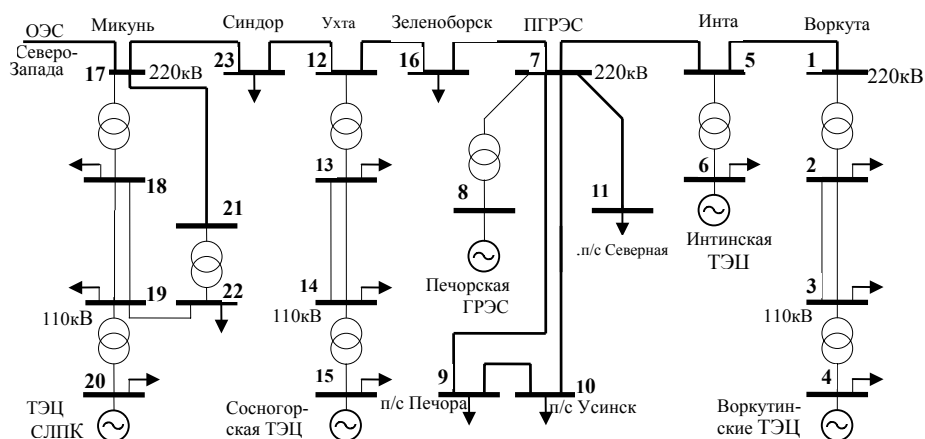 ОЭС
Северо-
Запада
Микунь
Синдор
Ухта
Зеленоборск
ПГРЭС
Инта
Воркута
17
220кВ
23
12
16
7
220кВ
5
1
220кВ
18
13
8
11
6
2
21
Печорская
ГРЭС
.п/с Северная
Интинская
ТЭЦ
19
110кВ
22
14
110кВ
3
110кВ
20
ТЭЦ
СЛПК
15
Сосногор-
ская ТЭЦ
9
п/с Печора
10
п/с Усинск
4
Воркутин-
ские ТЭЦ